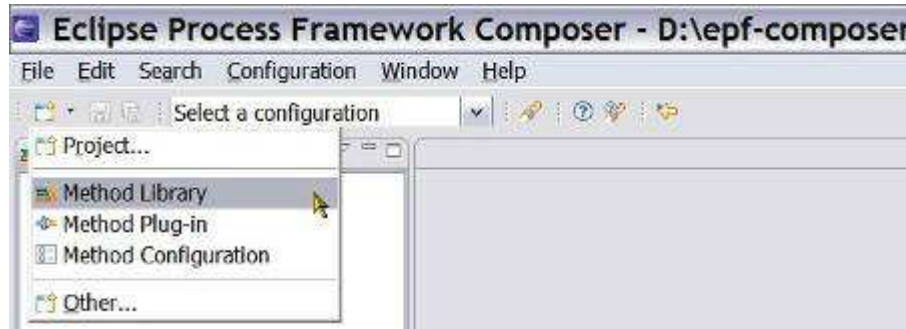 Eclipse Process Framework Composer - D:\epf-composer
File Edit Search Configuration Window Help
Select a configuration
Project...
Method Library
Method Plug-in
Method Configuration
Other...